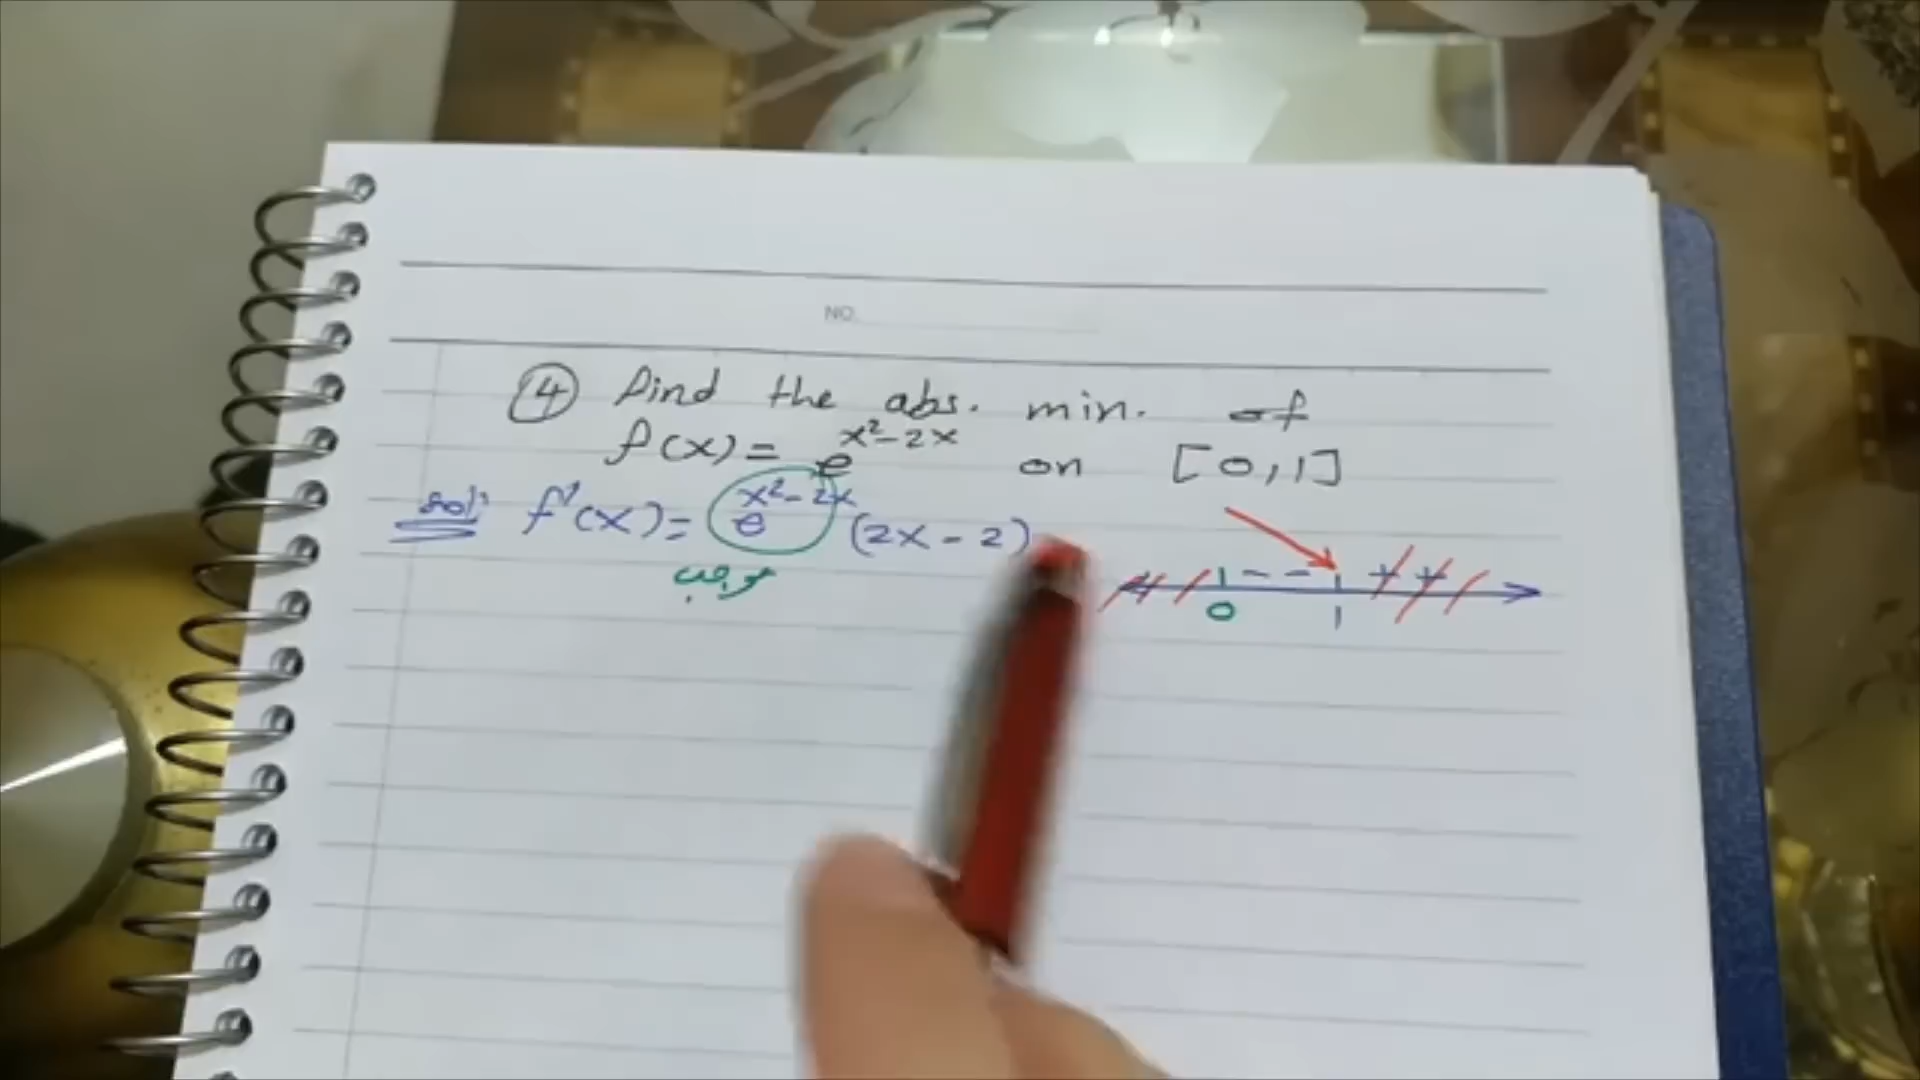 NO.
④ find the abs. min. of
f(x) = e^{x²-2x} on [0,1]
sol: f'(x) = e^{x²-2x} (2x-2)
موجب
- - + +
0 1